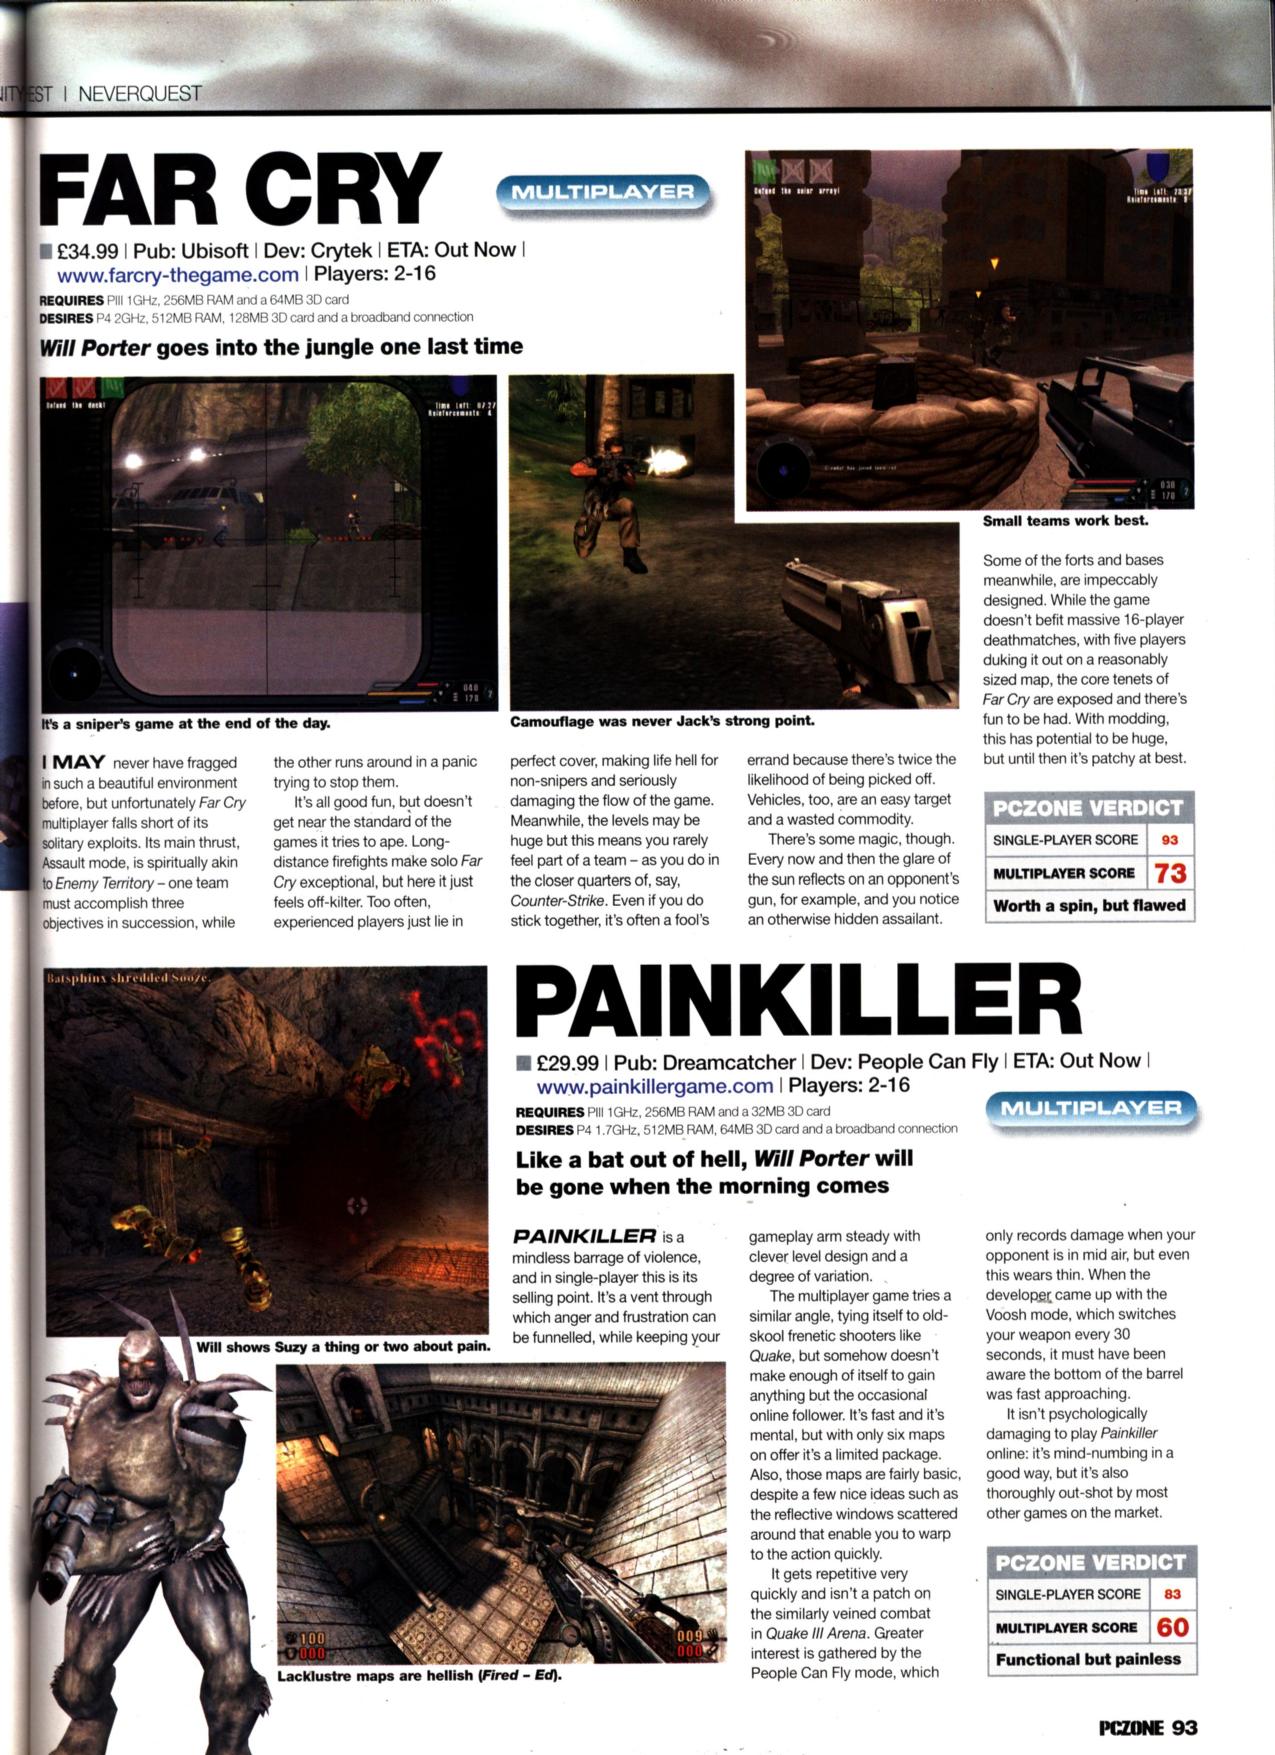 EST | NEVERQUEST
FAR CRY
MULTIPLAYER
£34.99 | Pub: Ubisoft | Dev: Crytek | ETA: Out Now |
www.farcry-thegame.com | Players: 2-16
REQUIRES PIII 1GHz, 256MB RAM and a 64MB 3D card
DESIRES P4 2GHz, 512MB RAM, 128MB 3D card and a broadband connection
Will Porter goes into the jungle one last time
Defend the dock!
Time Left: 07:27
Reinforcements: 4
040
170
Defend the solar array!
Time Left: 23:37
Reinforcements: 8
030
170
It's a sniper's game at the end of the day.
Camouflage was never Jack's strong point.
Small teams work best.
I MAY never have fragged
in such a beautiful environment
before, but unfortunately Far Cry
multiplayer falls short of its
solitary exploits. Its main thrust,
Assault mode, is spiritually akin
to Enemy Territory – one team
must accomplish three
objectives in succession, while
the other runs around in a panic
trying to stop them.
It's all good fun, but doesn't
get near the standard of the
games it tries to ape. Long-
distance firefights make solo Far
Cry exceptional, but here it just
feels off-kilter. Too often,
experienced players just lie in
perfect cover, making life hell for
non-snipers and seriously
damaging the flow of the game.
Meanwhile, the levels may be
huge but this means you rarely
feel part of a team – as you do in
the closer quarters of, say,
Counter-Strike. Even if you do
stick together, it's often a fool's
errand because there's twice the
likelihood of being picked off.
Vehicles, too, are an easy target
and a wasted commodity.
There's some magic, though.
Every now and then the glare of
the sun reflects on an opponent's
gun, for example, and you notice
an otherwise hidden assailant.
Some of the forts and bases
meanwhile, are impeccably
designed. While the game
doesn't befit massive 16-player
deathmatches, with five players
duking it out on a reasonably
sized map, the core tenets of
Far Cry are exposed and there's
fun to be had. With modding,
this has potential to be huge,
but until then it's patchy at best.
PCZONE VERDICT
SINGLE-PLAYER SCORE 93
MULTIPLAYER SCORE 73
Worth a spin, but flawed
Batsphinx shredded Sooze.
Will shows Suzy a thing or two about pain.
PAINKILLER
£29.99 | Pub: Dreamcatcher | Dev: People Can Fly | ETA: Out Now |
www.painkillergame.com | Players: 2-16
REQUIRES PIII 1GHz, 256MB RAM and a 32MB 3D card
DESIRES P4 1.7GHz, 512MB RAM, 64MB 3D card and a broadband connection
MULTIPLAYER
Like a bat out of hell, Will Porter will
be gone when the morning comes
PAINKILLER is a
mindless barrage of violence,
and in single-player this is its
selling point. It's a vent through
which anger and frustration can
be funnelled, while keeping your
gameplay arm steady with
clever level design and a
degree of variation.
The multiplayer game tries a
similar angle, tying itself to old-
skool frenetic shooters like
Quake, but somehow doesn't
make enough of itself to gain
anything but the occasional
online follower. It's fast and it's
mental, but with only six maps
on offer it's a limited package.
Also, those maps are fairly basic,
despite a few nice ideas such as
the reflective windows scattered
around that enable you to warp
to the action quickly.
It gets repetitive very
quickly and isn't a patch on
the similarly veined combat
in Quake III Arena. Greater
interest is gathered by the
People Can Fly mode, which
only records damage when your
opponent is in mid air, but even
this wears thin. When the
developer came up with the
Voosh mode, which switches
your weapon every 30
seconds, it must have been
aware the bottom of the barrel
was fast approaching.
It isn't psychologically
damaging to play Painkiller
online: it's mind-numbing in a
good way, but it's also
thoroughly out-shot by most
other games on the market.
100
000
009
000
Lacklustre maps are hellish (Fired – Ed).
PCZONE VERDICT
SINGLE-PLAYER SCORE 83
MULTIPLAYER SCORE 60
Functional but painless
PCZONE 93